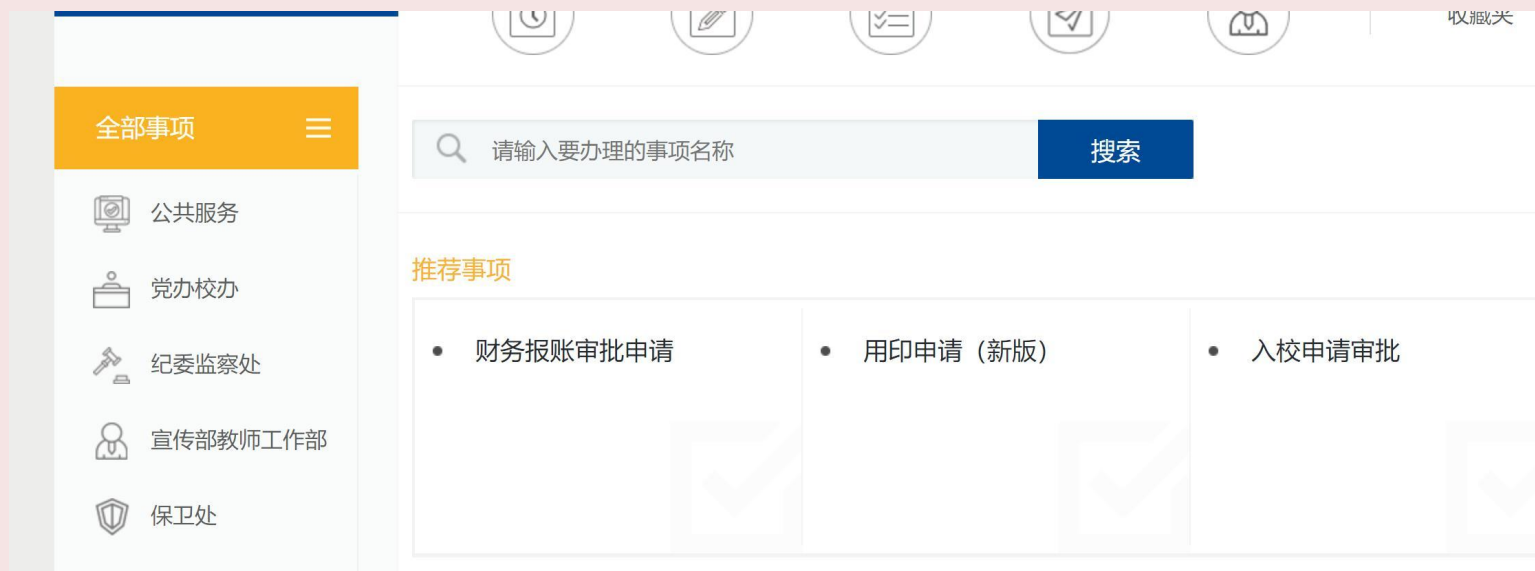 收藏夹
全部事项
请输入要办理的事项名称
搜索
公共服务
党办校办
纪委监察处
宣传部教师工作部
保卫处
推荐事项
财务报账审批申请
用印申请（新版）
入校申请审批